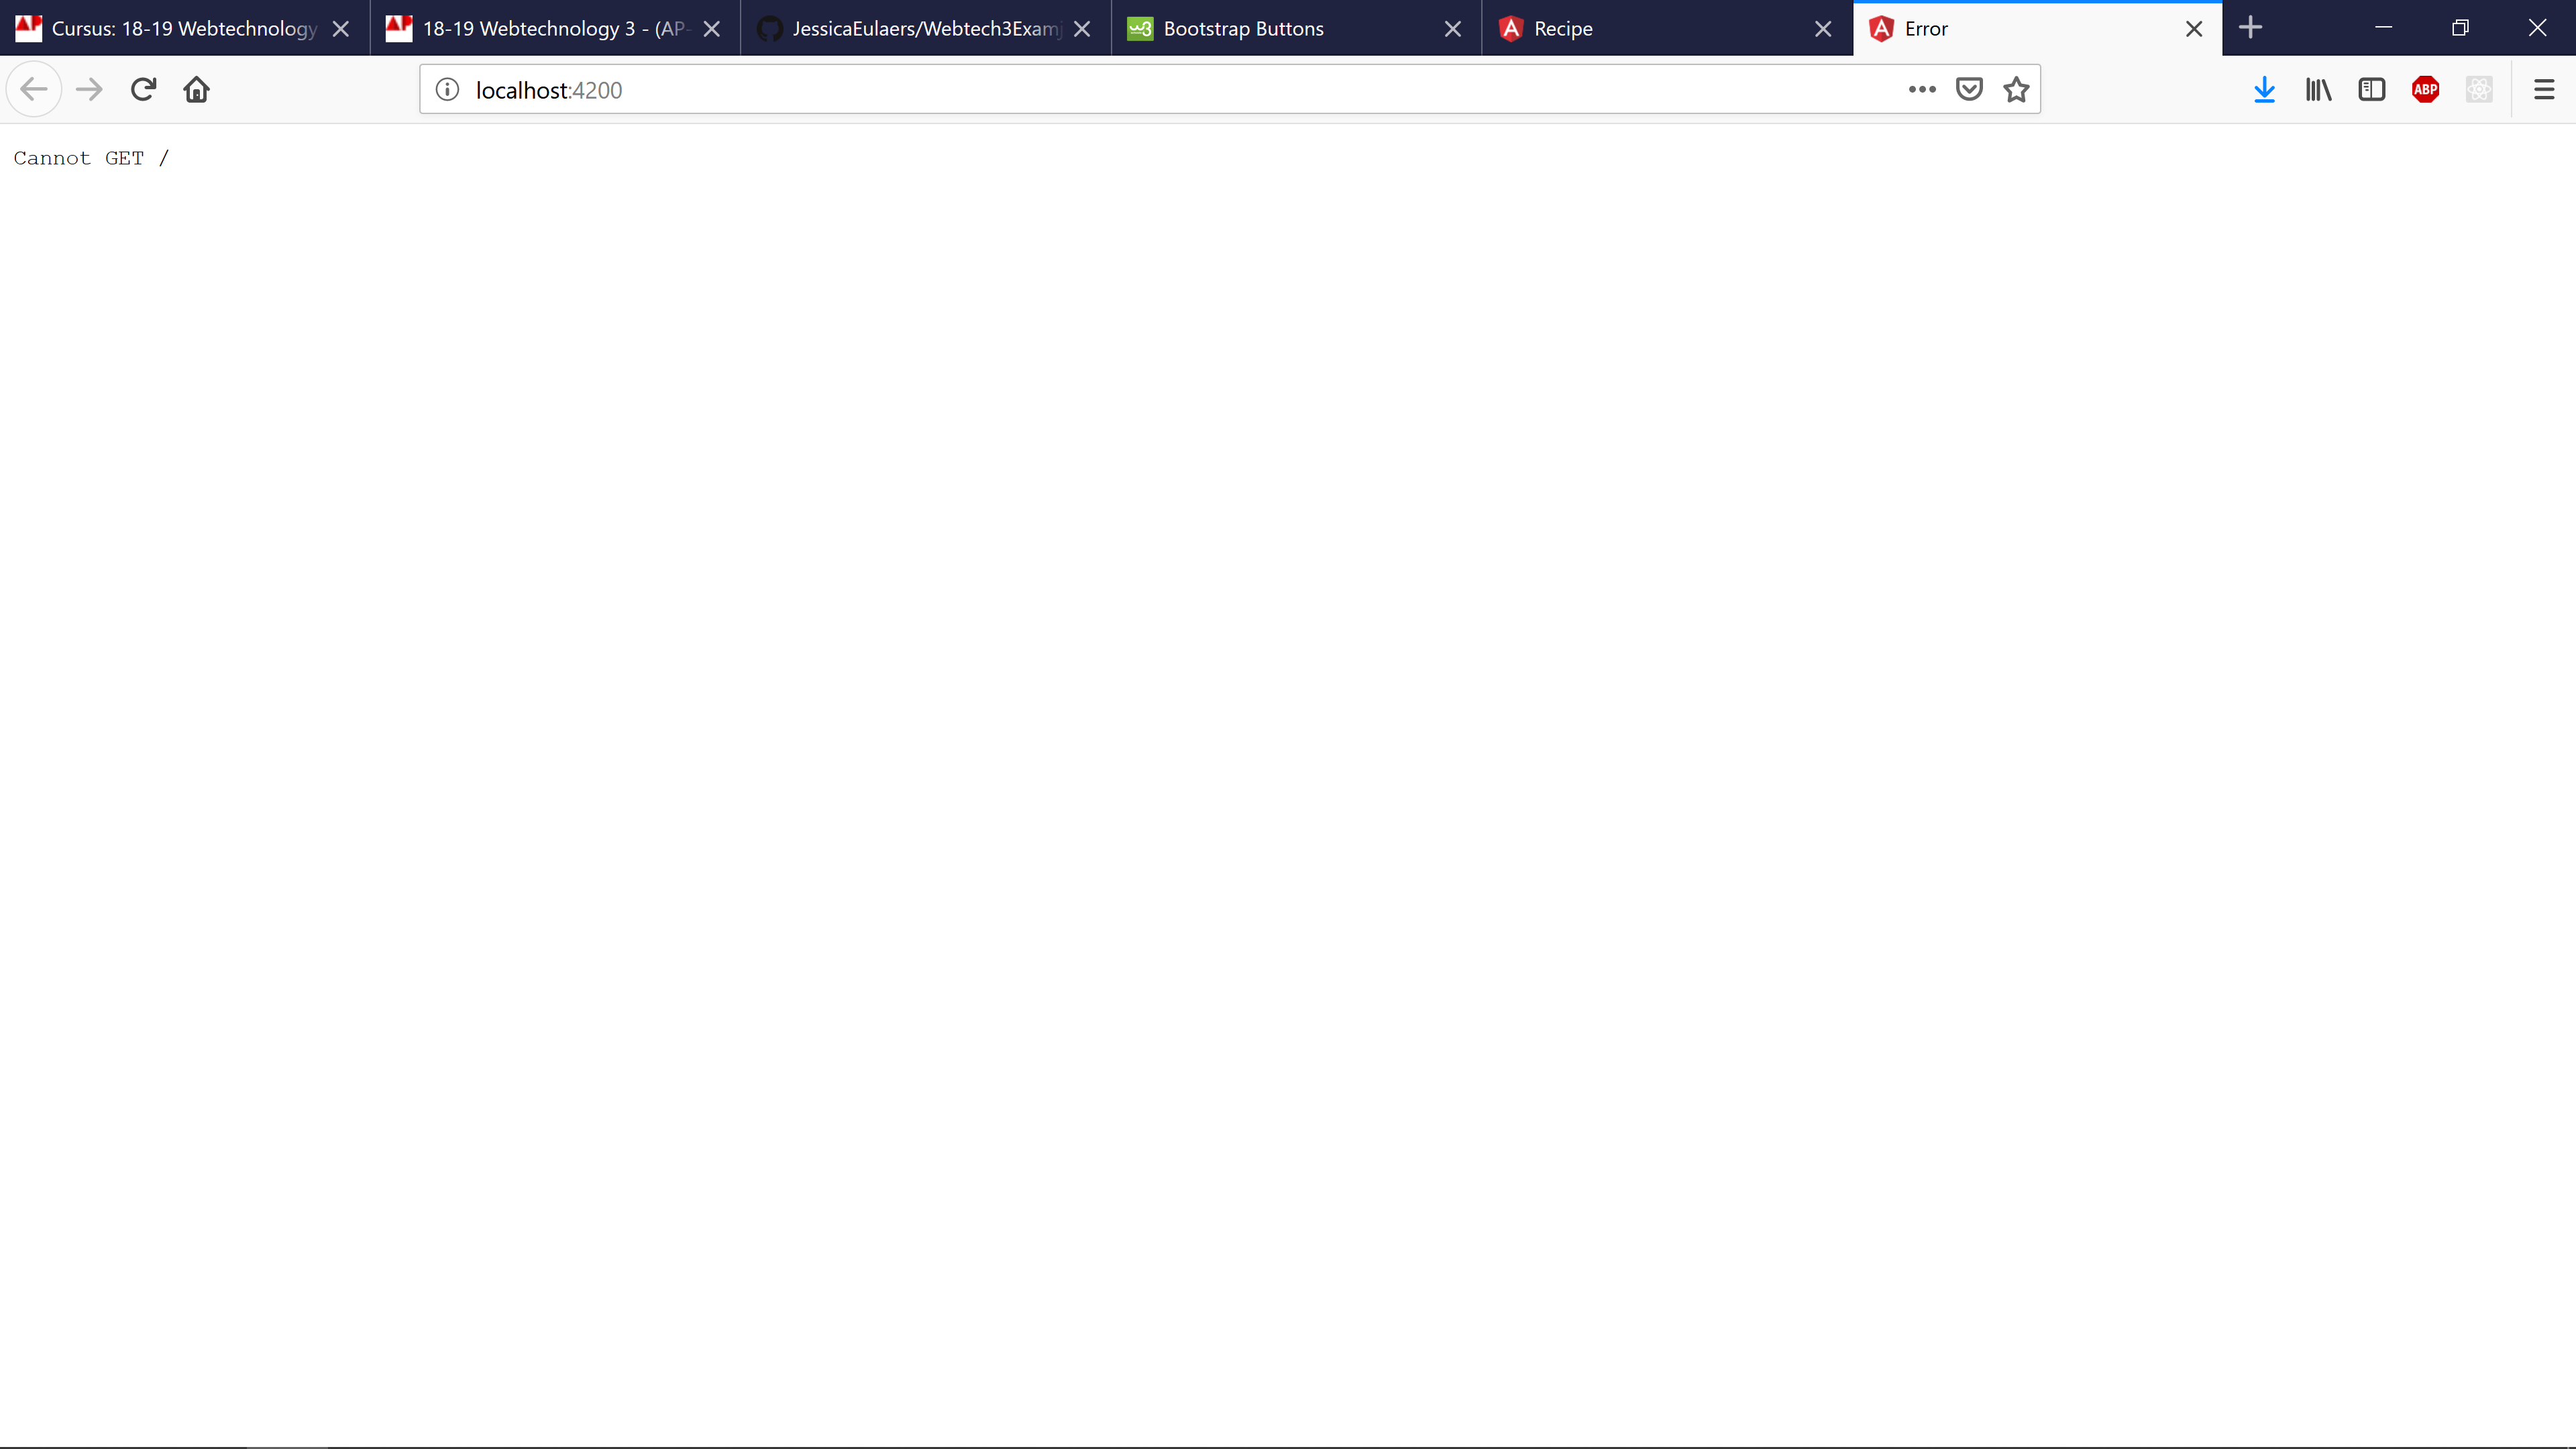 Cursus: 18-19 Webtechnology
18-19 Webtechnology 3 - (AP-
JessicaEulaers/Webtech3Exam
Bootstrap Buttons
Recipe
Error
localhost:4200
ABP
Cannot GET /